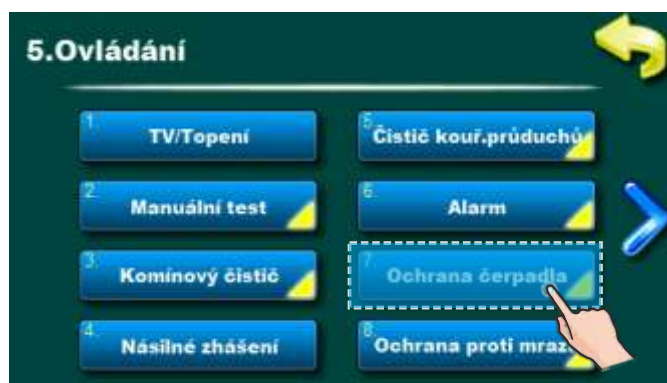 5.Ovládání
1. TV/Topení
2. Manuální test
3. Komínový čistič
4. Násilné zhášení
5. Čistič kouř.průduchů
6. Alarm
7. Ochrana čerpadla
8. Ochrana proti mrazu